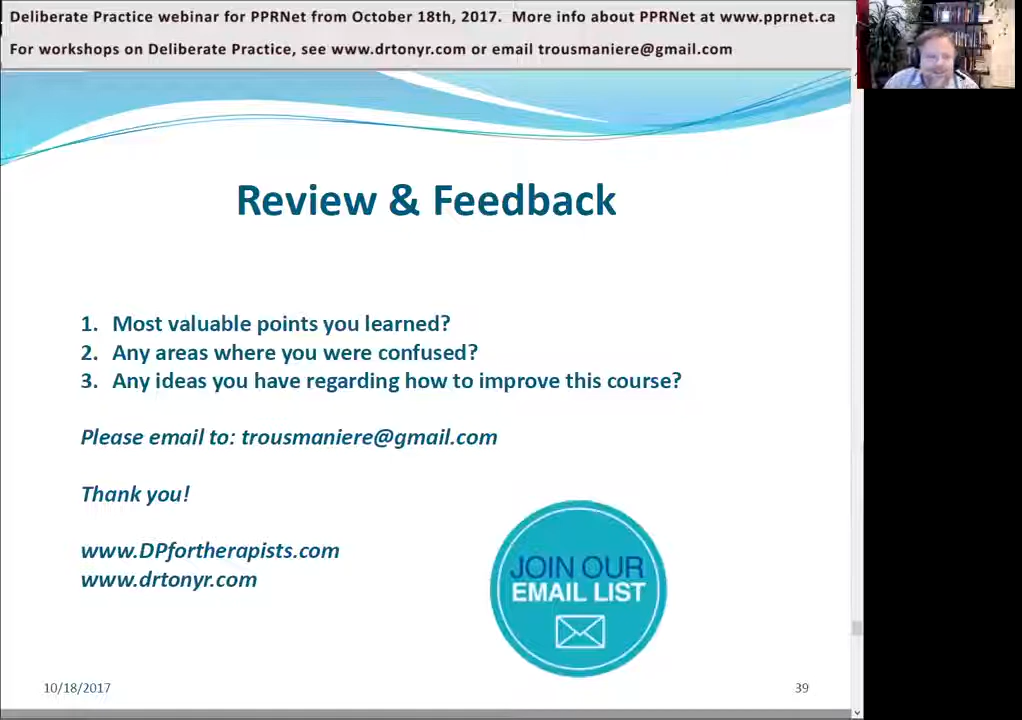 Deliberate Practice webinar for PPRNet from October 18th, 2017. More info about PPRNet at www.pprnet.ca
For workshops on Deliberate Practice, see www.drtonyr.com or email trousmaniere@gmail.com
Review & Feedback
1. Most valuable points you learned?
2. Any areas where you were confused?
3. Any ideas you have regarding how to improve this course?
Please email to: trousmaniere@gmail.com
Thank you!
www.DPfortherapists.com
www.drtonyr.com
JOIN OUR
EMAIL LIST
10/18/2017
39